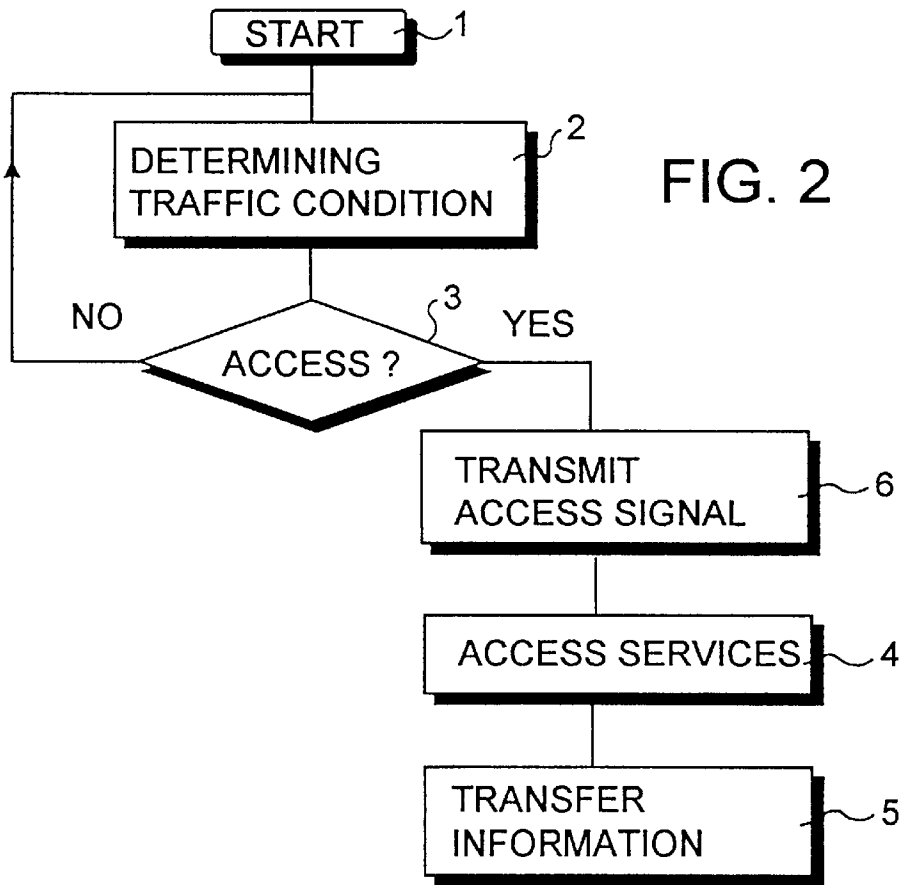 START
1
DETERMINING
TRAFFIC CONDITION
2
FIG. 2
NO
ACCESS ?
3
YES
TRANSMIT
ACCESS SIGNAL
6
ACCESS SERVICES
4
TRANSFER
INFORMATION
5